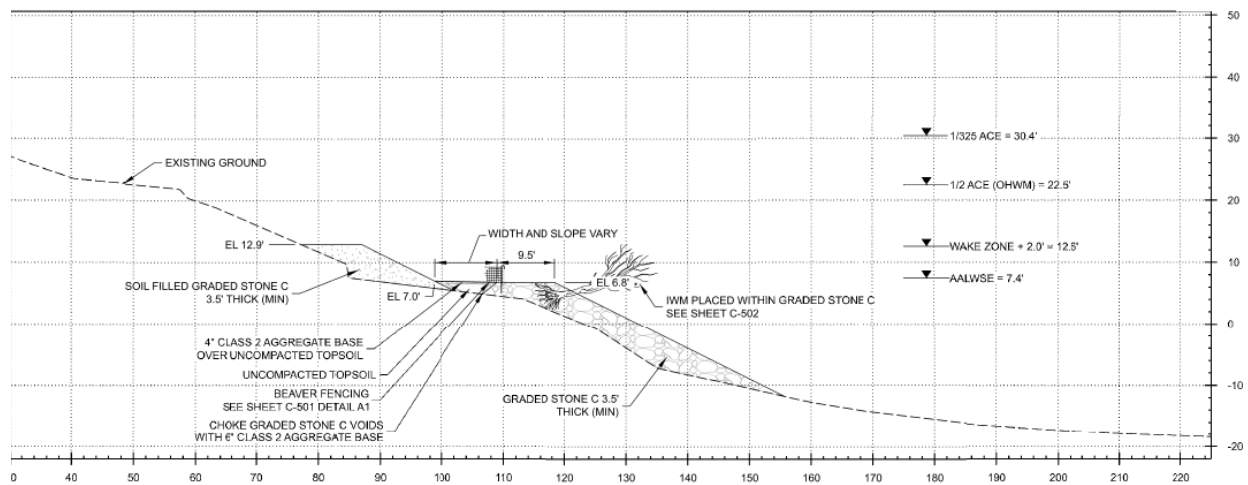 50
40
30
20
10
0
-10
-20
1/325 ACE = 30.4'
EXISTING GROUND
1/2 ACE (OHWM) = 22.5'
WIDTH AND SLOPE VARY
EL 12.9'
9.5'
WAKE ZONE + 2.0' = 12.5'
AALWSE = 7.4'
SOIL FILLED GRADED STONE C
3.5' THICK (MIN)
EL 7.0'
EL 6.8'
IWM PLACED WITHIN GRADED STONE C
SEE SHEET C-502
4" CLASS 2 AGGREGATE BASE
OVER UNCOMPACTED TOPSOIL
UNCOMPACTED TOPSOIL
BEAVER FENCING
SEE SHEET C-501 DETAIL A1
CHOKE GRADED STONE C VOIDS
WITH 6" CLASS 2 AGGREGATE BASE
GRADED STONE C 3.5'
THICK (MIN)
40 50 60 70 80 90 100 110 120 130 140 150 160 170 180 190 200 210 220